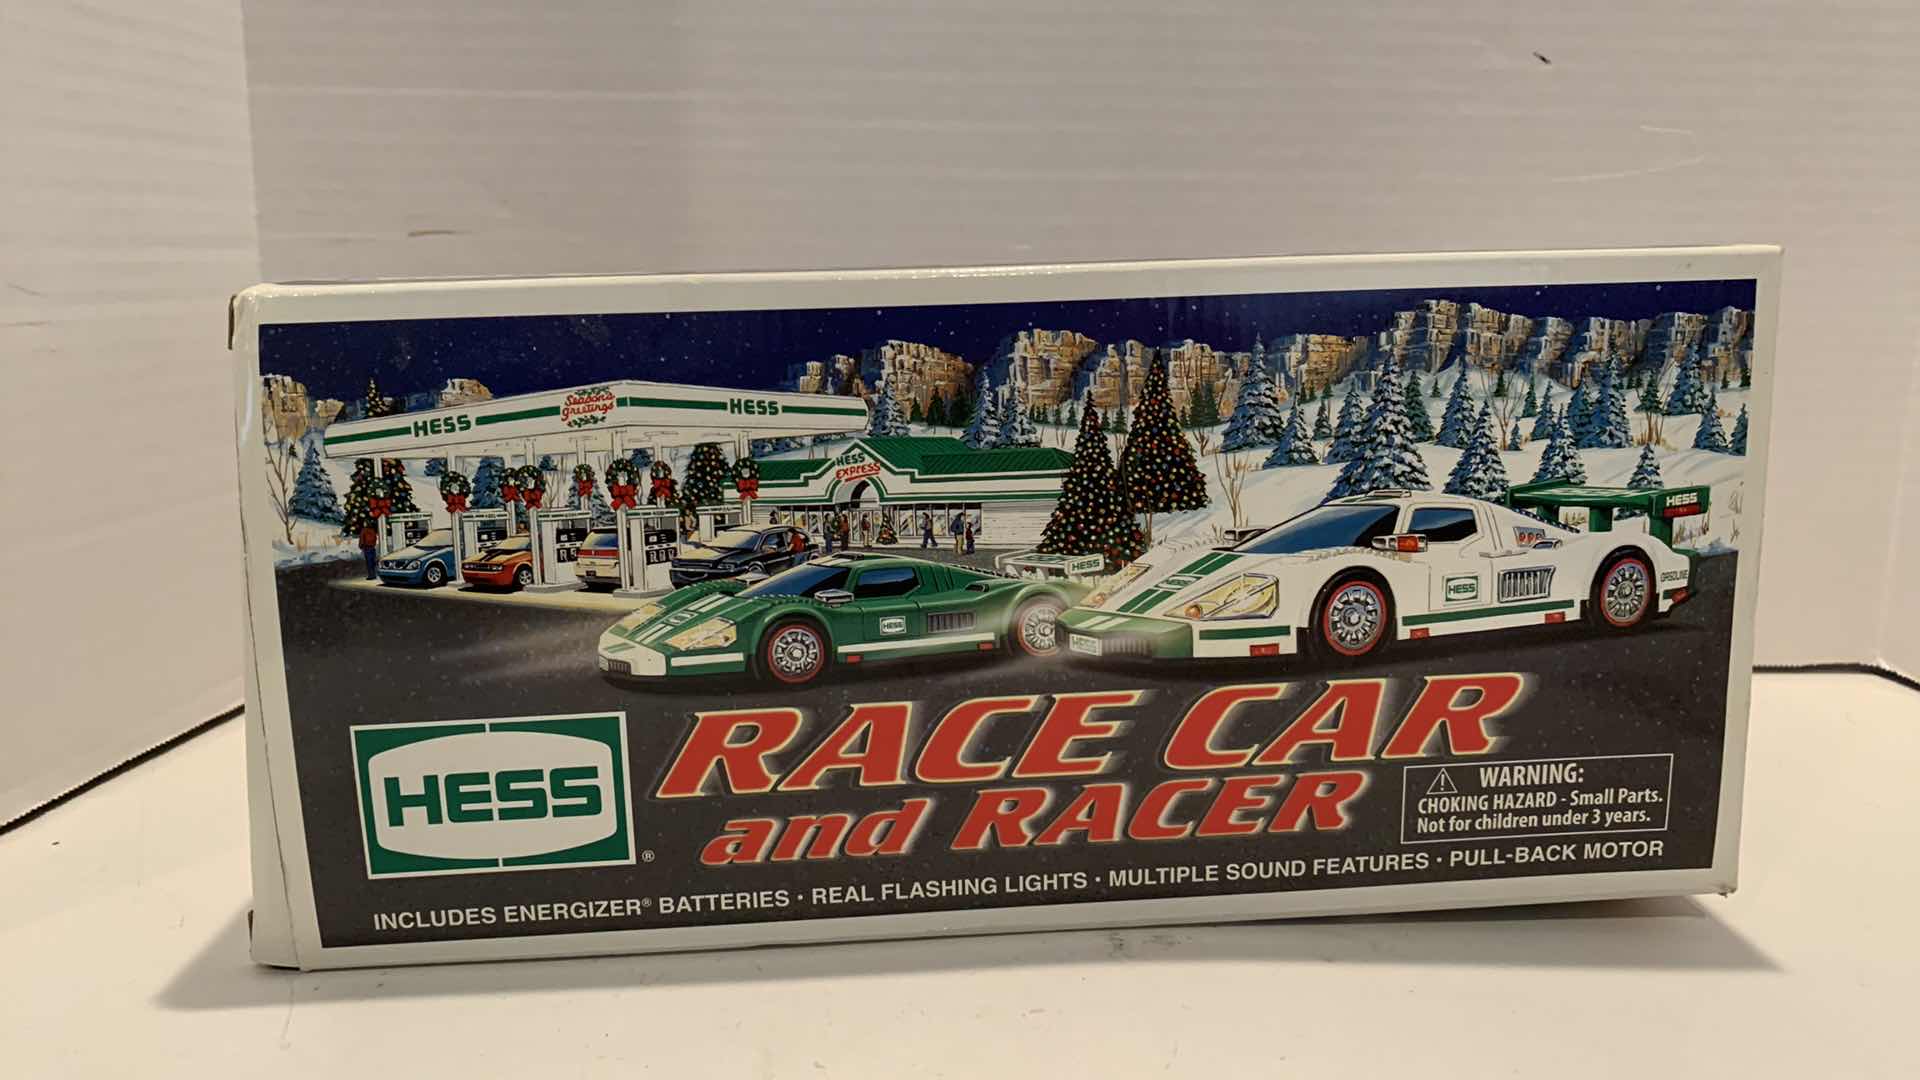 HESS
Season's
greetings
HESS
HESS
EXPRESS
HESS
HESS
HESS
HESS
GASOLINE
HESS
HESS ®
RACE CAR
and RACER
WARNING:
CHOKING HAZARD - Small Parts.
Not for children under 3 years.
INCLUDES ENERGIZER® BATTERIES • REAL FLASHING LIGHTS • MULTIPLE SOUND FEATURES • PULL-BACK MOTOR